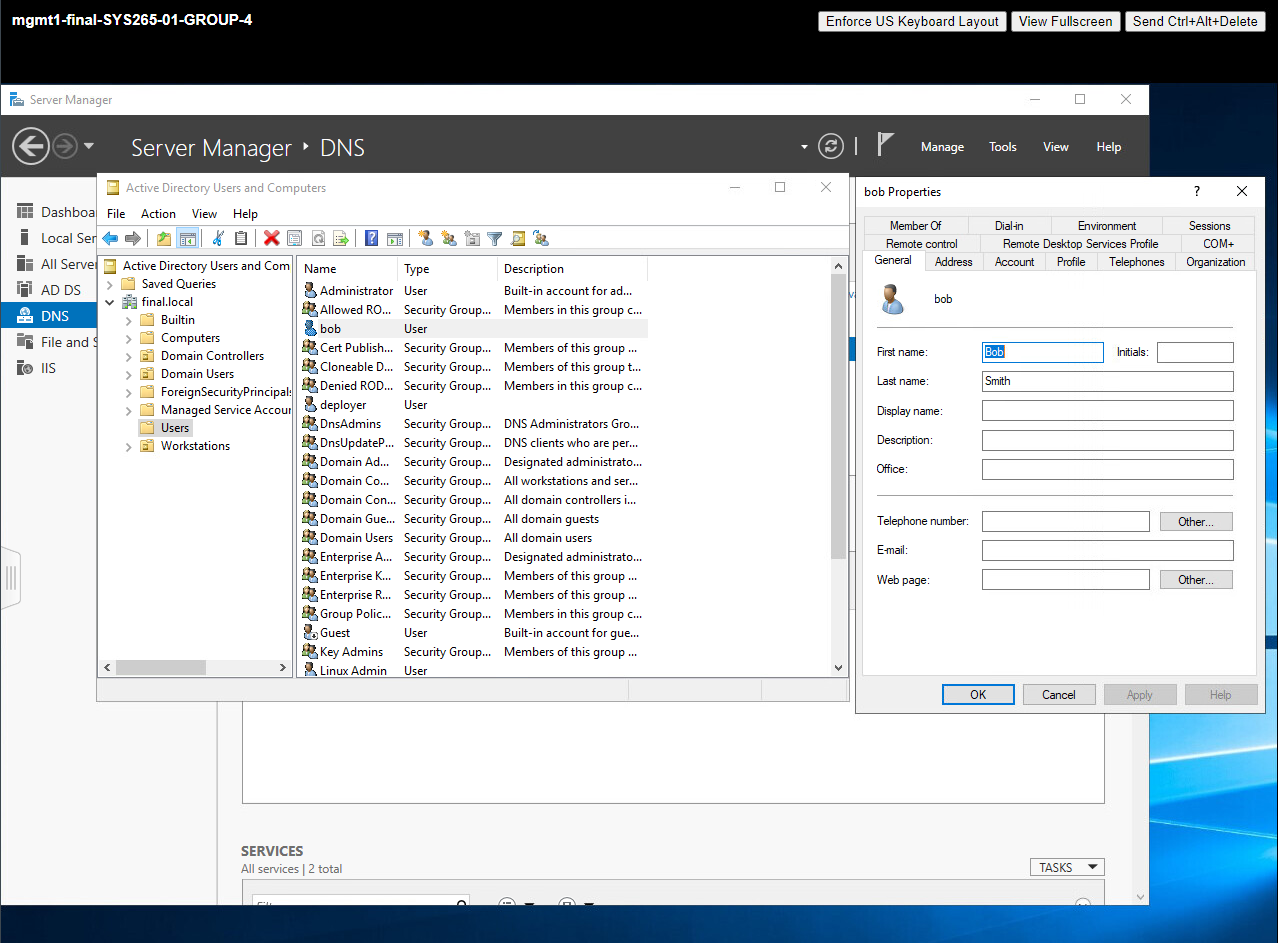 mgmt1-final-SYS265-01-GROUP-4
Enforce US Keyboard Layout View Fullscreen Send Ctrl+Alt+Delete
Server Manager
Server Manager DNS
Manage Tools View Help
Dashboa
Local Ser
All Server
AD DS
DNS
File and S
IIS
Active Directory Users and Computers
File Action View Help
Active Directory Users and Com
Saved Queries
final.local
Builtin
Computers
Domain Controllers
Domain Users
ForeignSecurityPrincipals
Managed Service Accour
Users
Workstations
Name Type Description
Administrator User Built-in account for ad...
Allowed RO... Security Group... Members in this group c...
bob User
Cert Publish... Security Group... Members of this group ...
Cloneable D... Security Group... Members of this group t...
Denied ROD... Security Group... Members in this group c...
deployer User
DnsAdmins Security Group... DNS Administrators Gro...
DnsUpdateP... Security Group... DNS clients who are per...
Domain Ad... Security Group... Designated administrato...
Domain Co... Security Group... All workstations and ser...
Domain Con... Security Group... All domain controllers i...
Domain Gue... Security Group... All domain guests
Domain Users Security Group... All domain users
Enterprise A... Security Group... Designated administrato...
Enterprise K... Security Group... Members of this group ...
Enterprise R... Security Group... Members of this group ...
Group Polic... Security Group... Members in this group c...
Guest User Built-in account for gue...
Key Admins Security Group... Members of this group ...
Linux Admin User
bob Properties ?
Member Of Dial-in Environment Sessions
Remote control Remote Desktop Services Profile COM+
General Address Account Profile Telephones Organization
bob
First name: Bob Initials:
Last name: Smith
Display name:
Description:
Office:
Telephone number: Other...
E-mail:
Web page: Other...
OK Cancel Apply Help
SERVICES
All services | 2 total
TASKS